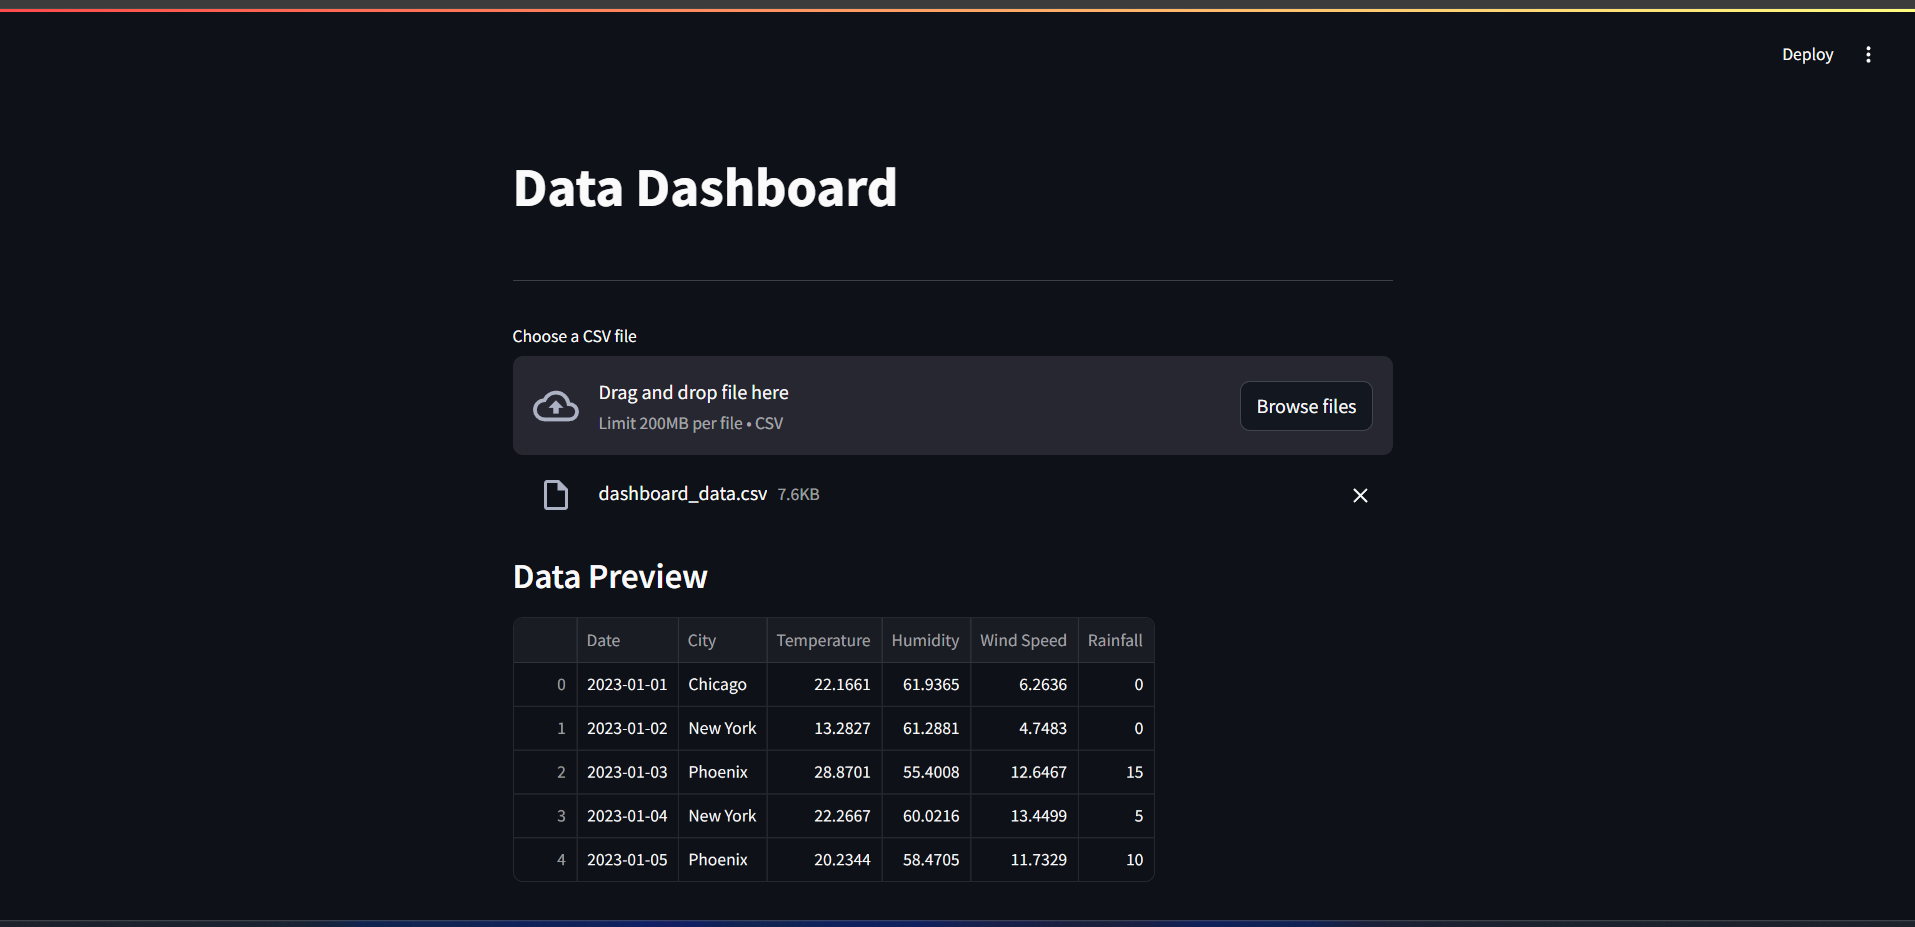 Deploy
Data Dashboard
Choose a CSV file
Drag and drop file here
Limit 200MB per file • CSV
Browse files
dashboard_data.csv 7.6KB
Data Preview
Date City Temperature Humidity Wind Speed Rainfall
0 2023-01-01 Chicago 22.1661 61.9365 6.2636 0
1 2023-01-02 New York 13.2827 61.2881 4.7483 0
2 2023-01-03 Phoenix 28.8701 55.4008 12.6467 15
3 2023-01-04 New York 22.2667 60.0216 13.4499 5
4 2023-01-05 Phoenix 20.2344 58.4705 11.7329 10